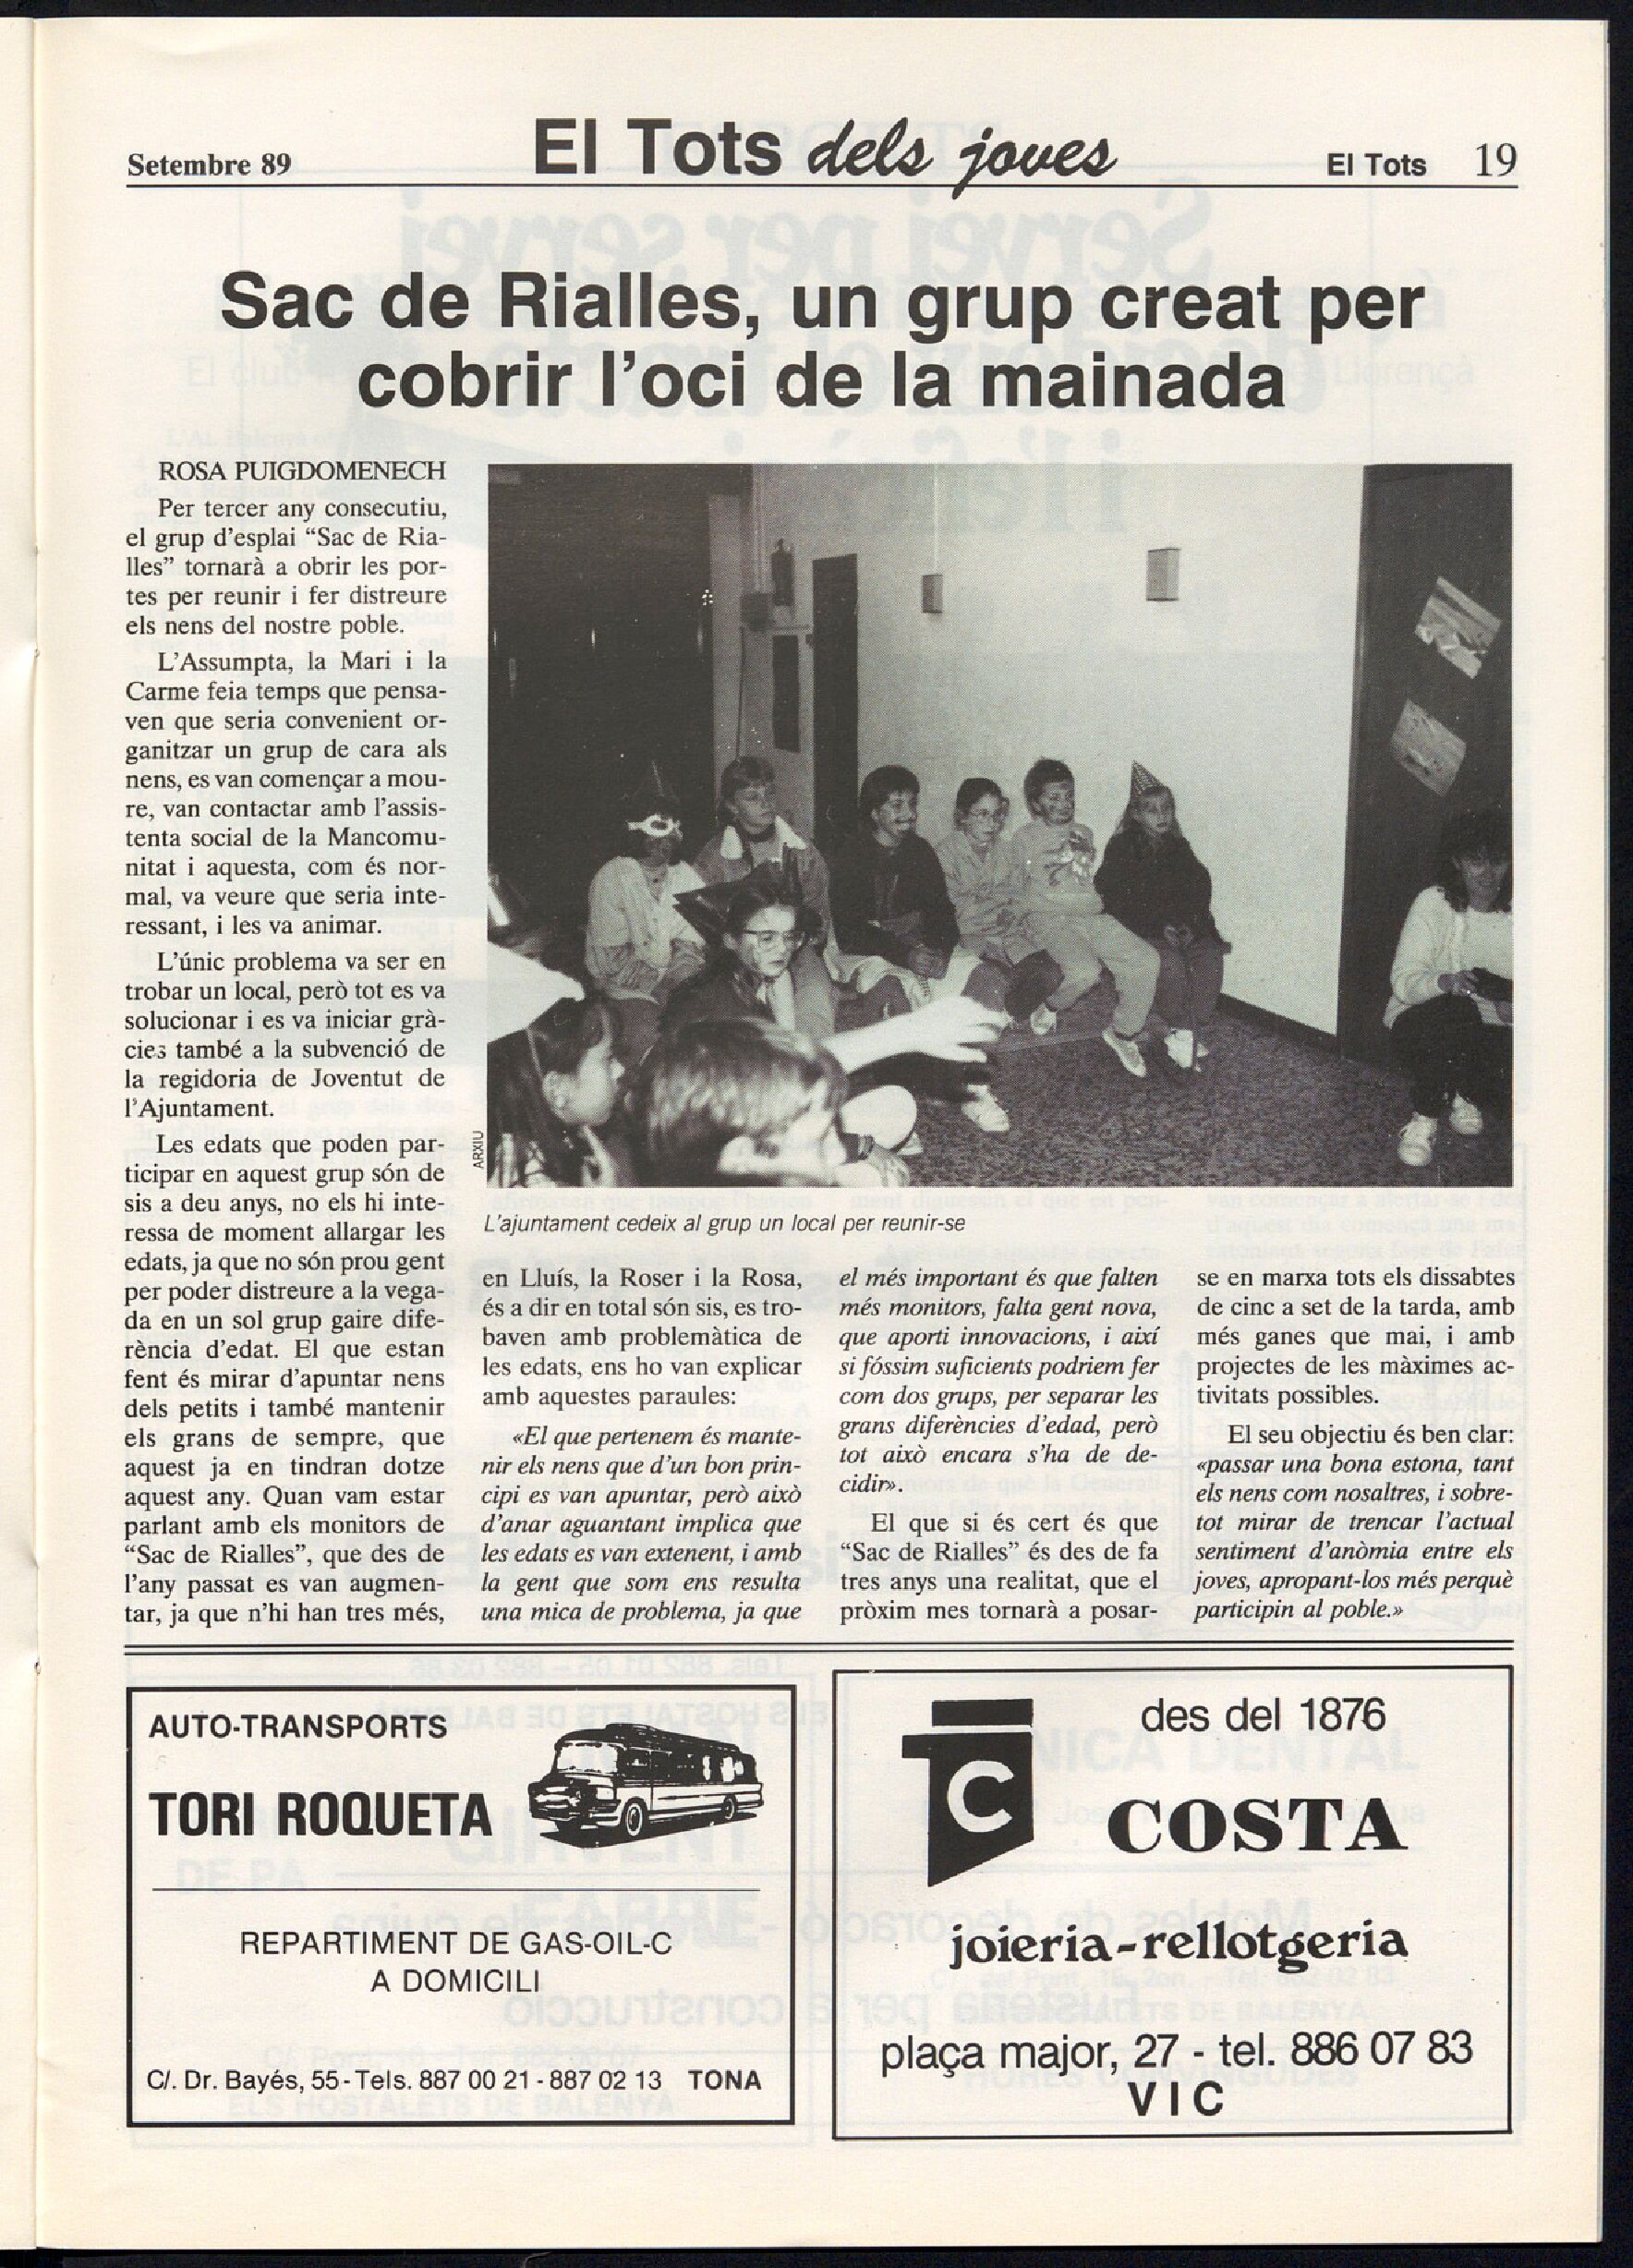 Setembre 89
El Tots dels joves
El Tots 19
Sac de Rialles, un grup creat per
cobrir l'oci de la mainada
ROSA PUIGDOMENECH
Per tercer any consecutiu,
el grup d'esplai “Sac de Ria-
lles” tornarà a obrir les por-
tes per reunir i fer distreure
els nens del nostre poble.
L'Assumpta, la Mari i la
Carme feia temps que pensa-
ven que seria convenient or-
ganitzar un grup de cara als
nens, es van començar a mou-
re, van contactar amb l'assis-
tenta social de la Mancomu-
nitat i aquesta, com és nor-
mal, va veure que seria inte-
ressant, i les va animar.
L'únic problema va ser en
trobar un local, però tot es va
solucionar i es va iniciar grà-
cies també a la subvenció de
la regidoria de Joventut de
l'Ajuntament.
Les edats que poden par-
ticipar en aquest grup són de
sis a deu anys, no els hi inte-
ressa de moment allargar les
edats, ja que no són prou gent
per poder distreure a la vega-
da en un sol grup gaire dife-
rència d'edat. El que estan
fent és mirar d'apuntar nens
dels petits i també mantenir
els grans de sempre, que
aquest ja en tindran dotze
aquest any. Quan vam estar
parlant amb els monitors de
“Sac de Rialles”, que des de
l'any passat es van augmen-
tar, ja que n'hi han tres més,
ARXIU
L'ajuntament cedeix al grup un local per reunir-se
en Lluís, la Roser i la Rosa,
és a dir en total són sis, es tro-
baven amb problemàtica de
les edats, ens ho van explicar
amb aquestes paraules:
«El que pertenem és mante-
nir els nens que d'un bon prin-
cipi es van apuntar, però això
d'anar aguantant implica que
les edats es van extenent, i amb
la gent que som ens resulta
una mica de problema, ja que
el més important és que falten
més monitors, falta gent nova,
que aporti innovacions, i així
si fóssim suficients podriem fer
com dos grups, per separar les
grans diferències d'edad, però
tot això encara s'ha de de-
cidir».
El que si és cert és que
“Sac de Rialles” és des de fa
tres anys una realitat, que el
pròxim mes tornarà a posar-
se en marxa tots els dissabtes
de cinc a set de la tarda, amb
més ganes que mai, i amb
projectes de les màximes ac-
tivitats possibles.
El seu objectiu és ben clar:
«passar una bona estona, tant
els nens com nosaltres, i sobre-
tot mirar de trencar l'actual
sentiment d'anòmia entre els
joves, apropant-los més perquè
participin al poble.»
AUTO-TRANSPORTS
TORI ROQUETA
REPARTIMENT DE GAS-OIL-C
A DOMICILI
C/. Dr. Bayés, 55 - Tels. 887 00 21 - 887 02 13 TONA
des del 1876
C
COSTA
joieria-rellotgeria
plaça major, 27 - tel. 886 07 83
VIC